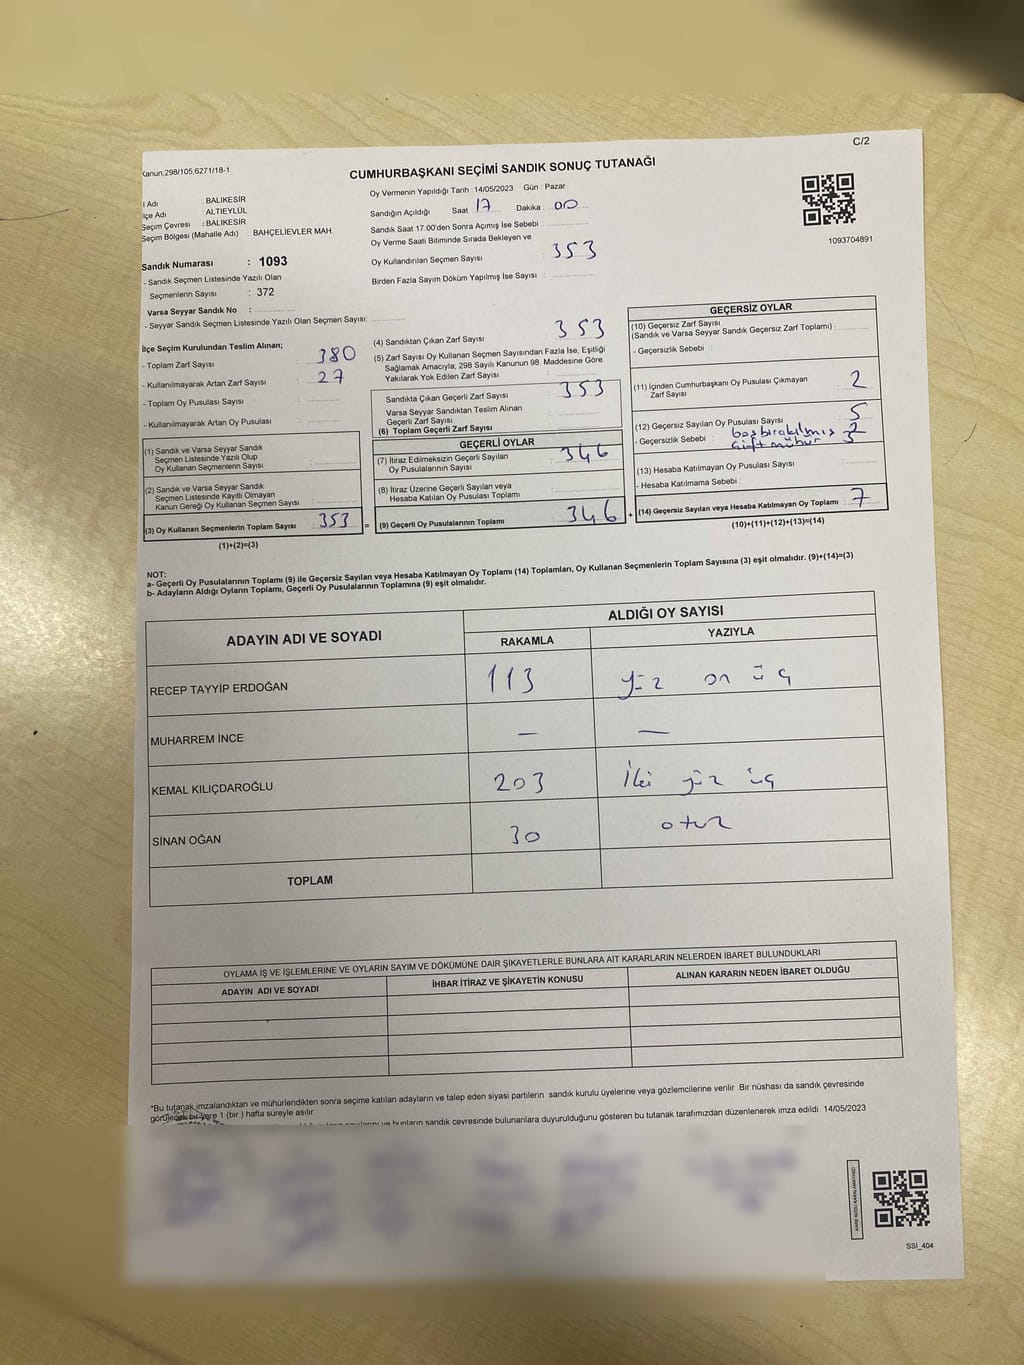 C/2
Kanun:298/105,6271/18-1
CUMHURBAŞKANI SEÇİMİ SANDIK SONUÇ TUTANAĞI
İl Adı : BALIKESİR
İlçe Adı : ALTIEYLÜL
Seçim Çevresi : BALIKESİR
Seçim Bölgesi (Mahalle Adı) : BAHÇELİEVLER MAH.
Sandık Numarası : 1093
- Sandık Seçmen Listesinde Yazılı Olan
Seçmenlerin Sayısı : 372
Varsa Seyyar Sandık No :
- Seyyar Sandık Seçmen Listesinde Yazılı Olan Seçmen Sayısı:
Oy Vermenin Yapıldığı Tarih : 14/05/2023 Gün : Pazar
Sandığın Açıldığı Saat : 17 Dakika : 00
Sandık Saat 17.00'den Sonra Açımış İse Sebebi :
Oy Verme Saati Bitiminde Sırada Bekleyen ve
Oy Kullandırılan Seçmen Sayısı : 353
Birden Fazla Sayım Döküm Yapılmış İse Sayısı :
1093704891
İlçe Seçim Kurulundan Teslim Alınan;
- Toplam Zarf Sayısı : 380
- Kullanılmayarak Artan Zarf Sayısı : 27
- Toplam Oy Pusulası Sayısı :
- Kullanılmayarak Artan Oy Pusulası :
(1) Sandık ve Varsa Seyyar Sandık
Seçmen Listesinde Yazılı Olup
Oy Kullanan Seçmenlerin Sayısı :
(2) Sandık ve Varsa Seyyar Sandık
Seçmen Listesinde Kayıtlı Olmayan
Kanun Gereği Oy Kullanan Seçmen Sayısı :
(3) Oy Kullanan Seçmenlerin Toplam Sayısı : 353 =
(1)+(2)=(3)
(4) Sandıktan Çıkan Zarf Sayısı : 353
(5) Zarf Sayısı Oy Kullanan Seçmen Sayısından Fazla İse, Eşitliği
Sağlamak Amacıyla; 298 Sayılı Kanunun 98. Maddesine Göre
Yakılarak Yok Edilen Zarf Sayısı :
Sandıkta Çıkan Geçerli Zarf Sayısı : 353
Varsa Seyyar Sandıktan Teslim Alınan
Geçerli Zarf Sayısı :
(6) Toplam Geçerli Zarf Sayısı :
GEÇERLİ OYLAR
(7) İtiraz Edilmeksizin Geçerli Sayılan
Oy Pusulalarının Sayısı : 346
(8) İtiraz Üzerine Geçerli Sayılan veya
Hesaba Katılan Oy Pusulası Toplamı :
(9) Geçerli Oy Pusulalarının Toplamı : 346 +
GEÇERSİZ OYLAR
(10) Geçersiz Zarf Sayısı
(Sandık ve Varsa Seyyar Sandık Geçersiz Zarf Toplamı) :
- Geçersizlik Sebebi :
(11) İçinden Cumhurbaşkanı Oy Pusulası Çıkmayan
Zarf Sayısı : 2
(12) Geçersiz Sayılan Oy Pusulası Sayısı : 5
- Geçersizlik Sebebi : boş bırakılmış 2
çift mühür 3
(13) Hesaba Katılmayan Oy Pusulası Sayısı :
- Hesaba Katılmama Sebebi :
(14) Geçersiz Sayılan veya Hesaba Katılmayan Oy Toplamı : 7
(10)+(11)+(12)+(13)=(14)
NOT:
a- Geçerli Oy Pusulalarının Toplamı (9) ile Geçersiz Sayılan veya Hesaba Katılmayan Oy Toplamı (14) Toplamları, Oy Kullanan Seçmenlerin Toplam Sayısına (3) eşit olmalıdır. (9)+(14)=(3)
b- Adayların Aldığı Oyların Toplamı, Geçerli Oy Pusulalarının Toplamına (9) eşit olmalıdır.
ADAYIN ADI VE SOYADI ALDIĞI OY SAYISI
RAKAMLA YAZIYLA
RECEP TAYYİP ERDOĞAN 113 yüz on üç
MUHARREM İNCE — —
KEMAL KILIÇDAROĞLU 203 İki yüz üç
SİNAN OĞAN 30 otuz
TOPLAM
OYLAMA İŞ VE İŞLEMLERİNE VE OYLARIN SAYIM VE DÖKÜMÜNE DAİR ŞİKAYETLERLE BUNLARA AİT KARARLARIN NELERDEN İBARET BULUNDUKLARI
ADAYIN ADI VE SOYADI İHBAR İTİRAZ VE ŞİKAYETİN KONUSU ALINAN KARARIN NEDEN İBARET OLDUĞU
*Bu tutanak imzalandıktan ve mühürlendikten sonra seçime katılan adayların ve talep eden siyasi partilerin sandık kurulu üyelerine veya gözlemcilerine verilir .Bir nüshası da sandık çevresinde
görülecek bir yere 1 (bir ) hafta süreyle asılır.
ve bunların sandık çevresinde bulunanlara duyurulduğunu gösteren bu tutanak tarafımızdan düzenlenerek imza edildi. 14/05/2023
KARE KODU KARALAMAYINIZ!
SSI_404